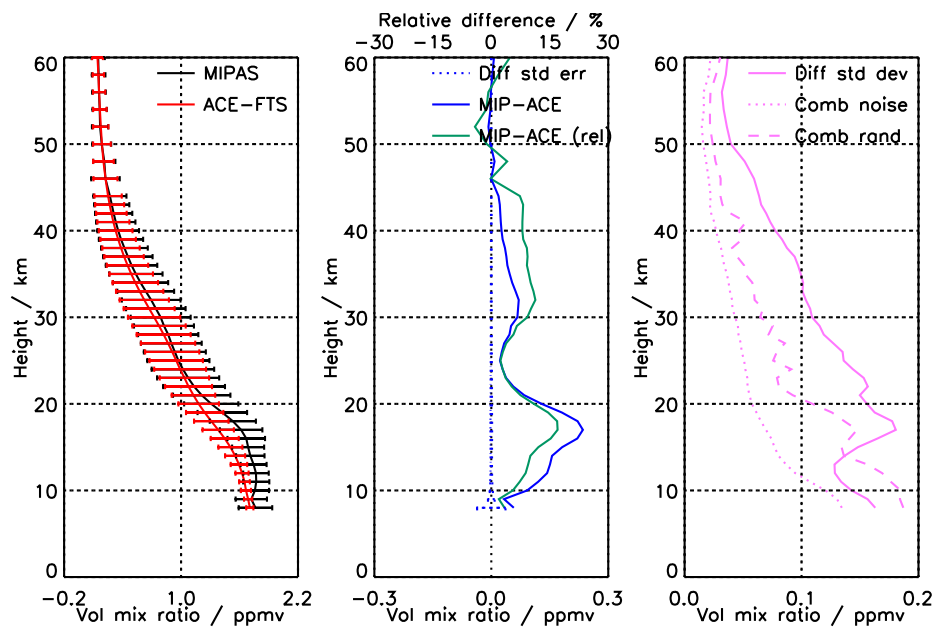 Relative difference / %
−30 −15 0 15 30
60
50
40
30
20
10
0
Height / km
MIPAS
ACE−FTS
−0.2 1.0 2.2
Vol mix ratio / ppmv
60
50
40
30
20
10
0
Height / km
Diff std err
MIP−ACE
MIP−ACE (rel)
−0.3 0.0 0.3
Vol mix ratio / ppmv
60
50
40
30
20
10
0
Height / km
Diff std dev
Comb noise
Comb rand
0.0 0.1 0.2
Vol mix ratio / ppmv